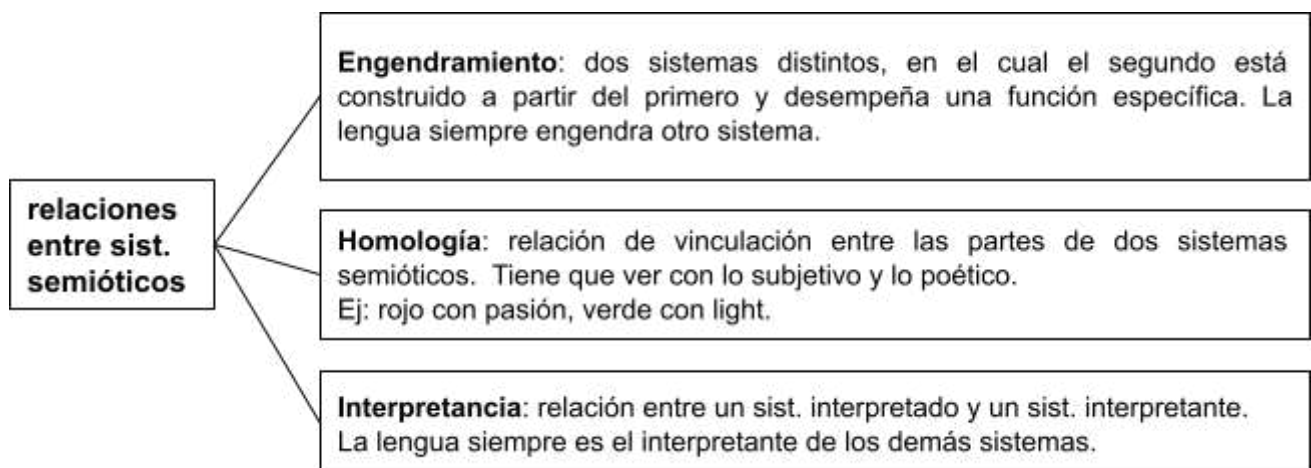 relaciones
entre sist.
semióticos
Engendramiento: dos sistemas distintos, en el cual el segundo está
construido a partir del primero y desempeña una función específica. La
lengua siempre engendra otro sistema.
Homología: relación de vinculación entre las partes de dos sistemas
semióticos. Tiene que ver con lo subjetivo y lo poético.
Ej: rojo con pasión, verde con light.
Interpretancia: relación entre un sist. interpretado y un sist. interpretante.
La lengua siempre es el interpretante de los demás sistemas.